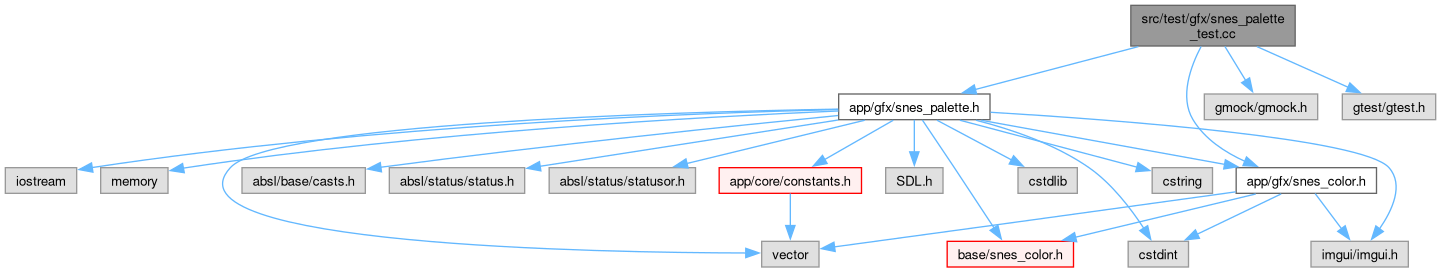 src/test/gfx/snes_palette
_test.cc
app/gfx/snes_palette.h
gmock/gmock.h
gtest/gtest.h
iostream
memory
absl/base/casts.h
absl/status/status.h
absl/status/statusor.h
app/core/constants.h
SDL.h
cstdlib
cstring
app/gfx/snes_color.h
vector
base/snes_color.h
cstdint
imgui/imgui.h